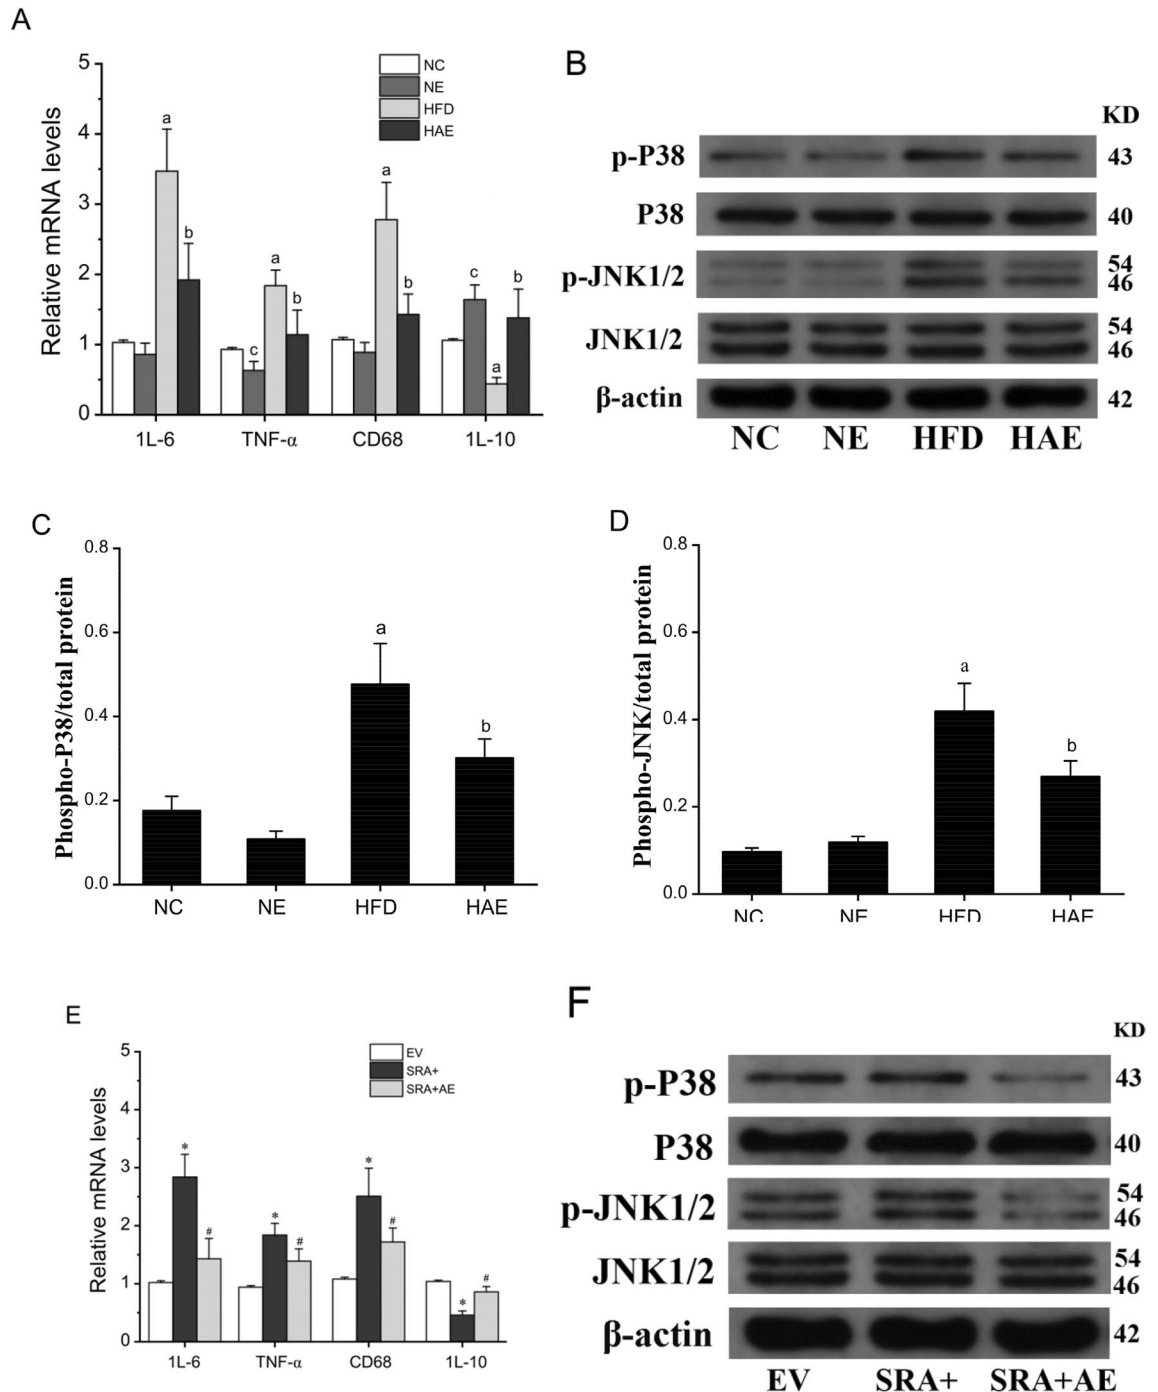 A
5
4
3
2
1
0
Relative mRNA levels
NC
NE
HFD
HAE
a
b
c
a
b
a
b
c
a
b
1L-6 TNF-α CD68 1L-10
B
KD
p-P38 43
P38 40
p-JNK1/2 54
46
JNK1/2 54
46
β-actin 42
NC NE HFD HAE
C
0.8
0.6
0.4
0.2
0.0
Phospho-P38/total protein
a
b
NC NE HFD HAE
D
0.8
0.6
0.4
0.2
0.0
Phospho-JNK/total protein
a
b
NC NE HFD HAE
E
5
4
3
2
1
0
Relative mRNA levels
EV
SRA+
SRA+AE
*
#
*
#
*
#
*
#
1L-6 TNF-α CD68 1L-10
F
KD
p-P38 43
P38 40
p-JNK1/2 54
46
JNK1/2 54
46
β-actin 42
EV SRA+ SRA+AE